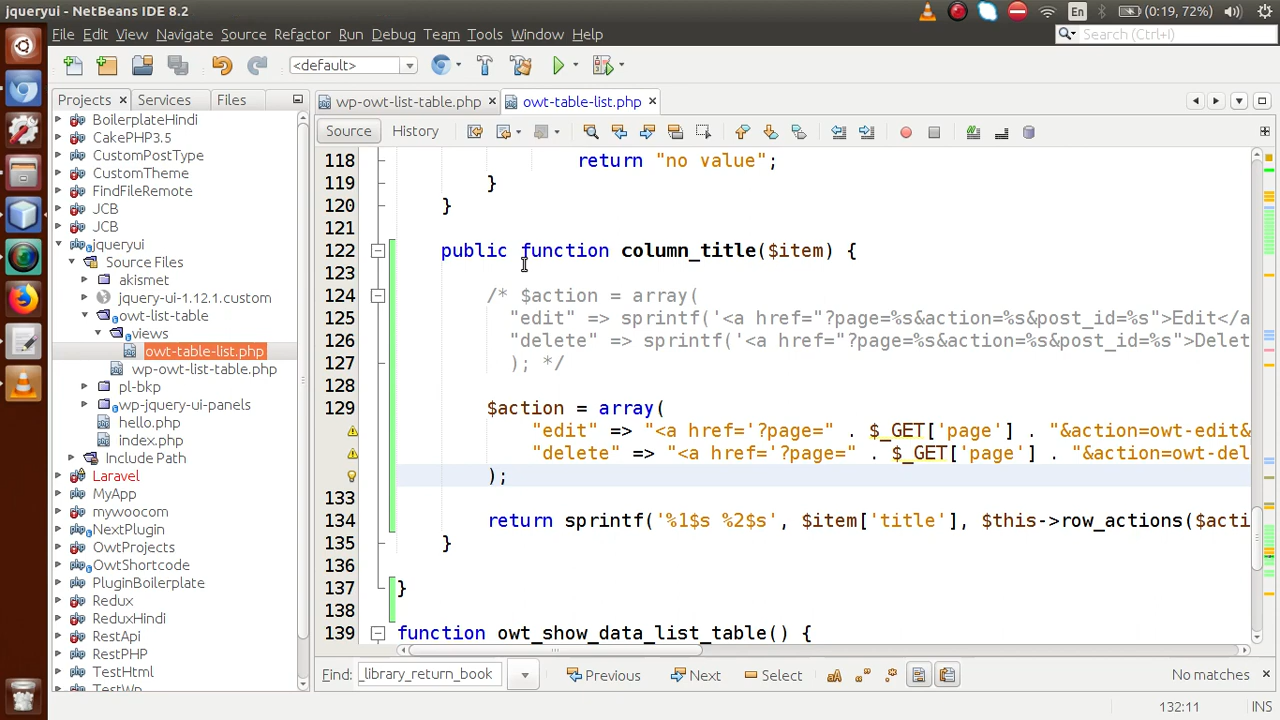 jqueryui - NetBeans IDE 8.2
En
(0:19, 72%)
File Edit View Navigate Source Refactor Run Debug Team Tools Window Help
Search (Ctrl+I)
<default>
Projects Services Files
wp-owt-list-table.php owt-table-list.php
Source History
BoilerplateHindi
CakePHP3.5
CustomPostType
CustomTheme
FindFileRemote
JCB
JCB
jqueryui
Source Files
akismet
jquery-ui-1.12.1.custom
owt-list-table
views
owt-table-list.php
wp-owt-list-table.php
pl-bkp
wp-jquery-ui-panels
hello.php
index.php
Include Path
Laravel
MyApp
mywoocom
NextPlugin
OwtProjects
OwtShortcode
PluginBoilerplate
Redux
ReduxHindi
RestApi
RestPHP
TestHtml
TestWp
118 return "no value";
119 }
120 }
121
122 public function column_title($item) {
123
124 /* $action = array(
125 "edit" => sprintf('<a href="?page=%s&action=%s&post_id=%s">Edit</a
126 "delete" => sprintf('<a href="?page=%s&action=%s&post_id=%s">Delet
127 ); */
128
129 $action = array(
"edit" => "<a href='?page=" . $_GET['page'] . "&action=owt-edit&
"delete" => "<a href='?page=" . $_GET['page'] . "&action=owt-del
);
133
134 return sprintf('%1$s %2$s', $item['title'], $this->row_actions($acti
135 }
136
137 }
138
139 function owt_show_data_list_table() {
Find: _library_return_book Previous Next Select No matches
132:11 INS